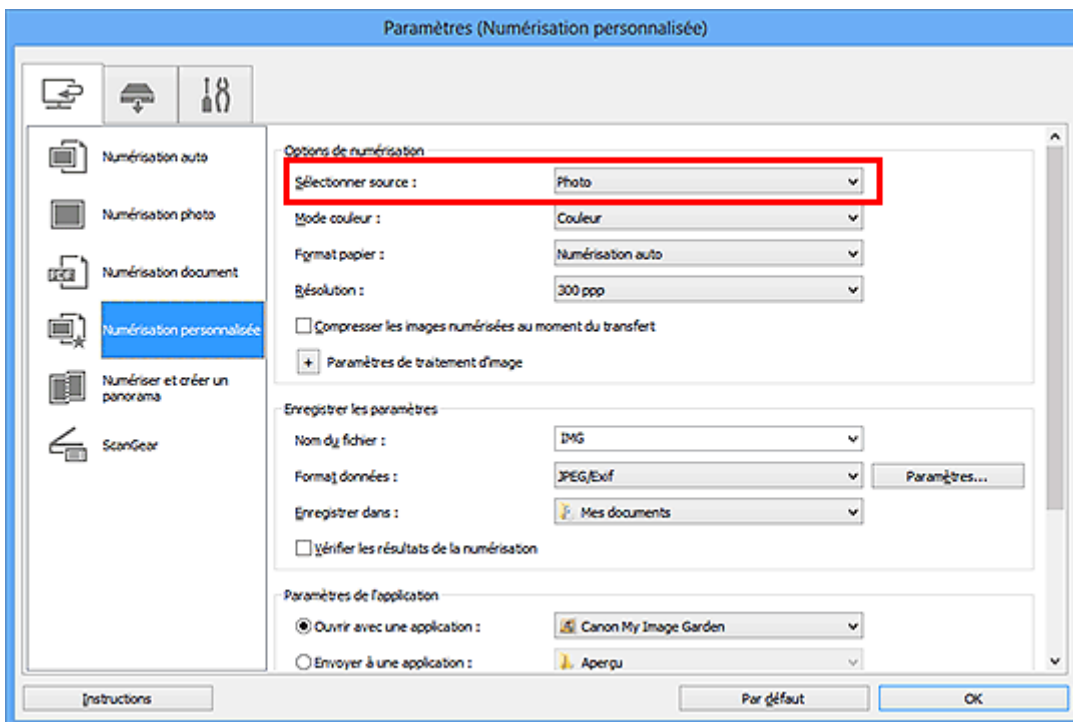 Paramètres (Numérisation personnalisée)
Numérisation auto
Numérisation photo
Numérisation document
Numérisation personnalisée
Numériser et créer un
panorama
ScanGear
Options de numérisation
Sélectionner source : Photo
Mode couleur : Couleur
Format papier : Numérisation auto
Résolution : 300 ppp
Compresser les images numérisées au moment du transfert
+ Paramètres de traitement d'image
Enregistrer les paramètres
Nom du fichier : IMG
Format données : JPEG/Exif Paramètres...
Enregistrer dans : Mes documents
Vérifier les résultats de la numérisation
Paramètres de l'application
Ouvrir avec une application : Canon My Image Garden
Envoyer à une application : Aperçu
Instructions Par défaut OK